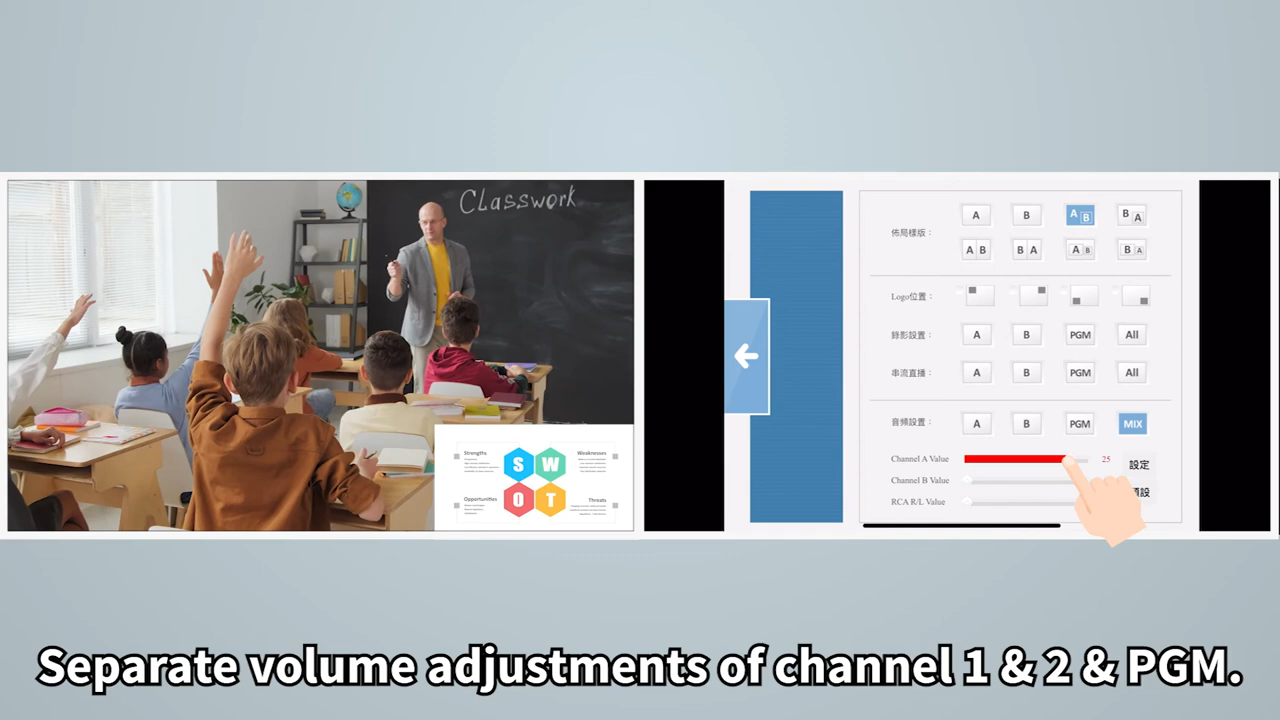 Classwork
Strengths
Weaknesses
S W
O T
Opportunities
Threats
A B A B B A
佈局樣版：
A B B A A B B A
Logo位置：
錄影設置： A B PGM All
串流直播： A B PGM All
音頻設置： A B PGM MIX
Channel A Value 25
設定
Channel B Value
設
RCA R/L Value
Separate volume adjustments of channel 1 & 2 & PGM.